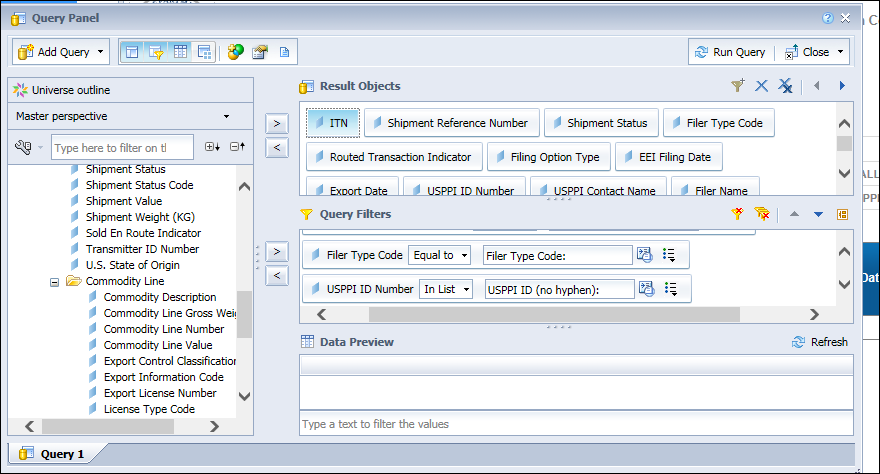 Query Panel
Add Query
Run Query
Close
Universe outline
Master perspective
Type here to filter on th
Shipment Status
Shipment Status Code
Shipment Value
Shipment Weight (KG)
Sold En Route Indicator
Transmitter ID Number
U.S. State of Origin
Commodity Line
Commodity Description
Commodity Line Gross Wei
Commodity Line Number
Commodity Line Value
Export Control Classification
Export Information Code
Export License Number
License Type Code
Result Objects
ITN Shipment Reference Number Shipment Status Filer Type Code
Routed Transaction Indicator Filing Option Type EEI Filing Date
Export Date USPPI ID Number USPPI Contact Name Filer Name
Query Filters
Filer Type Code Equal to Filer Type Code:
USPPI ID Number In List USPPI ID (no hyphen):
Data Preview Refresh
Type a text to filter the values
Query 1
n C
ALL
PPI
Dat